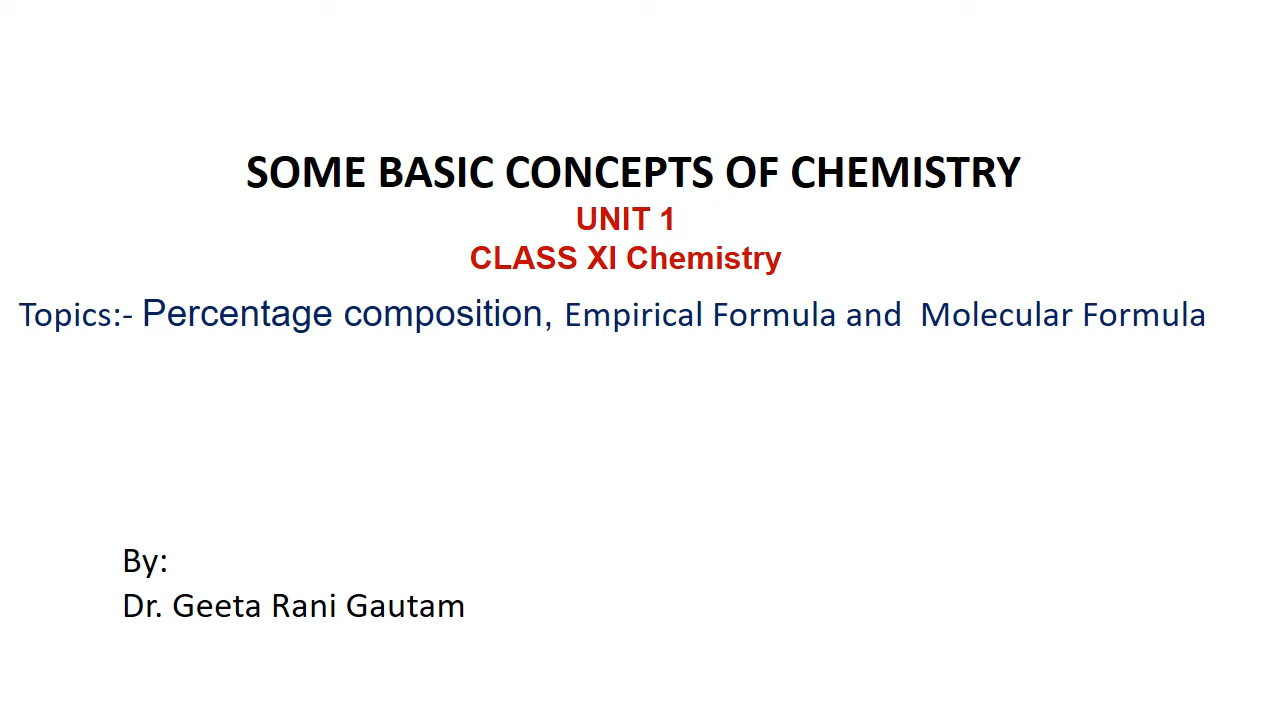 SOME BASIC CONCEPTS OF CHEMISTRY
UNIT 1
CLASS XI Chemistry
Topics:- Percentage composition, Empirical Formula and  Molecular Formula
By:
Dr. Geeta Rani Gautam